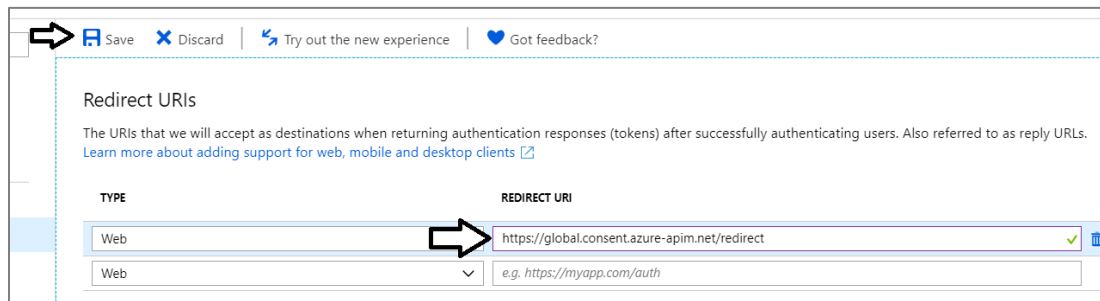 Save Discard Try out the new experience Got feedback?
Redirect URIs
The URIs that we will accept as destinations when returning authentication responses (tokens) after successfully authenticating users. Also referred to as reply URLs.
Learn more about adding support for web, mobile and desktop clients
TYPE REDIRECT URI
Web https://global.consent.azure-apim.net/redirect
Web e.g. https://myapp.com/auth